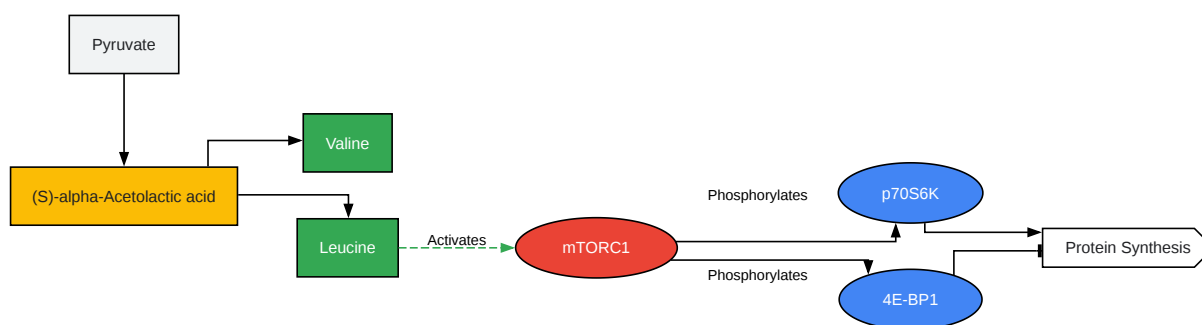 Pyruvate
Valine
(S)-alpha-Acetolactic acid
Leucine
Activates
mTORC1
Phosphorylates
p70S6K
Phosphorylates
4E-BP1
Protein Synthesis